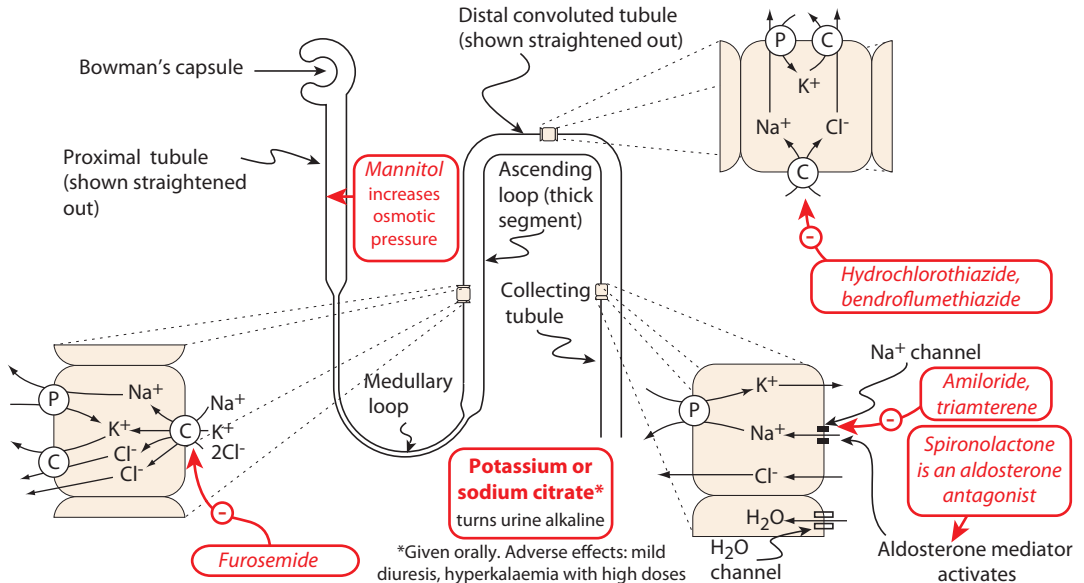 Distal convoluted tubule
(shown straightened out)
Bowman's capsule
P
C
K+
Na+
Cl-
C
-
Hydrochlorothiazide,
bendroflumethiazide
Proximal tubule
(shown straightened
out)
Mannitol
increases
osmotic
pressure
Ascending
loop (thick
segment)
Collecting
tubule
Medullary
loop
P
Na+
K+
C
Cl-
Cl-
C
Na+
K+
2Cl-
-
Furosemide
Potassium or
sodium citrate*
turns urine alkaline
*Given orally. Adverse effects: mild
diuresis, hyperkalaemia with high doses
Na+ channel
P
K+
Na+
Cl-
H2O
H2O
channel
-
Amiloride,
triamterene
Spironolactone
is an aldosterone
antagonist
Aldosterone mediator
activates